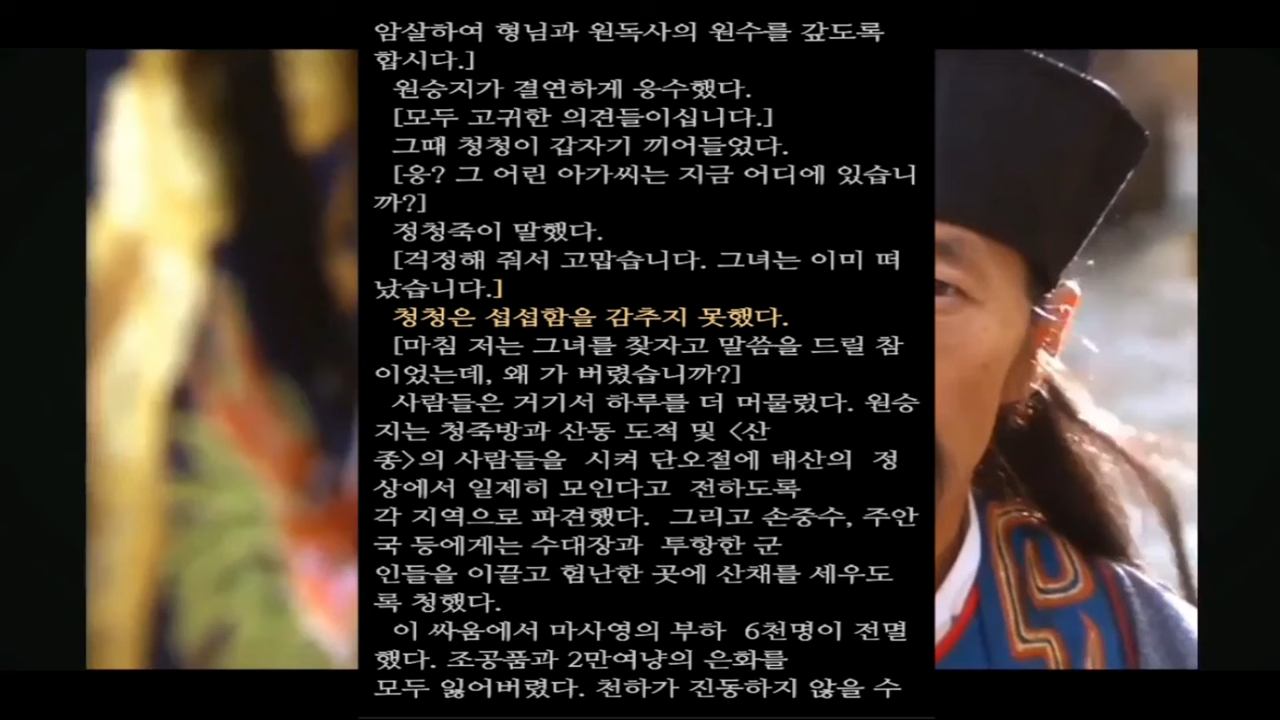 암살하여 형님과 원독사의 원수를 갚도록
합시다.]
원승지가 결연하게 응수했다.
[모두 고귀한 의견들이십니다.]
그때 청청이 갑자기 끼어들었다.
[응? 그 어린 아가씨는 지금 어디에 있습니
까?]
정청죽이 말했다.
[걱정해 줘서 고맙습니다. 그녀는 이미 떠
났습니다.]
청청은 섭섭함을 감추지 못했다.
[마침 저는 그녀를 찾자고 말씀을 드릴 참
이었는데, 왜 가 버렸습니까?]
사람들은 거기서 하루를 더 머물렀다. 원승
지는 청죽방과 산동 도적 및 <산
종>의 사람들을 시켜 단오절에 태산의 정
상에서 일제히 모인다고 전하도록
각 지역으로 파견했다. 그리고 손중수, 주안
국 등에게는 수대장과 투항한 군
인들을 이끌고 험난한 곳에 산채를 세우도
록 청했다.
이 싸움에서 마사영의 부하 6천명이 전멸
했다. 조공품과 2만여냥의 은화를
모두 잃어버렸다. 천하가 진동하지 않을 수